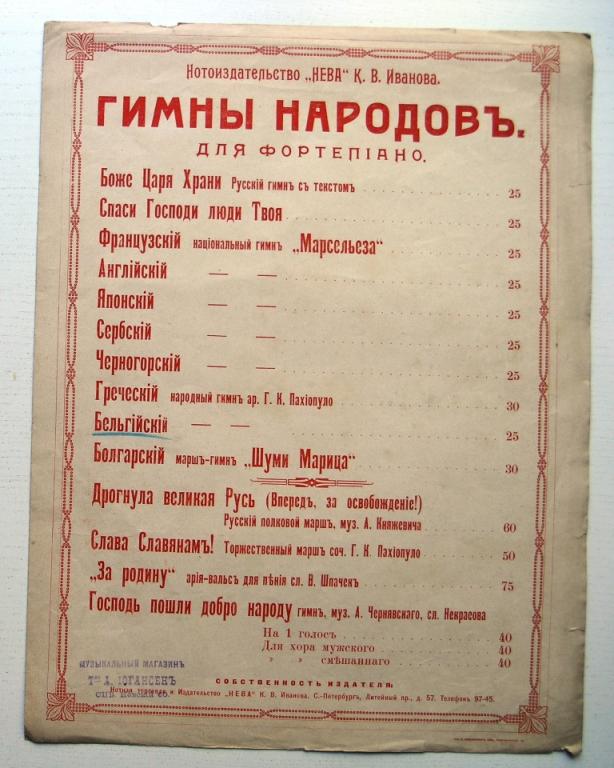 Нотоиздательство „НЕВА“ К. В. Иванова.
ГИМНЫ НАРОДОВЪ.
ДЛЯ ФОРТЕПІАНО.
Боже Царя Храни Русскій гимнъ съ текстомъ 25
Спаси Господи люди Твоя 25
Французскій національный гимнъ „Марсельеза“ 25
Англійскій — — 25
Японскій — — 25
Сербскій — — 25
Черногорскій — — 25
Греческій народный гимнъ ар. Г. К. Пахіопуло 30
Бельгійскій — — 25
Болгарскій маршъ-гимнъ „Шуми Марица“ 30
Дрогнула великая Русь (Впередъ, за освобожденіе!)
Русскій полковой маршъ, муз. А. Княжевича 60
Слава Славянамъ! Торжественный маршъ соч. Г. К. Пахіопуло 50
„За родину“ арія-вальсъ для пѣнія сл. В. Шпачекъ 75
Господь пошли добро народу гимнъ, муз. А. Чернявскаго, сл. Некрасова
На 1 голосъ 40
Для хора мужского 40
„ „ смѣшаннаго 40
МУЗЫКАЛЬНЫЙ МАГАЗИНЪ
Тва А. ІОГАНСЕНЪ
СПБ. Невскій 60.
СОБСТВЕННОСТЬ ИЗДАТЕЛЯ:
Нотная торговля и Издательство „НЕВА“ К. В. Иванова. С.-Петербургъ, Литейный пр., д. 57. Телефонъ 97-45.